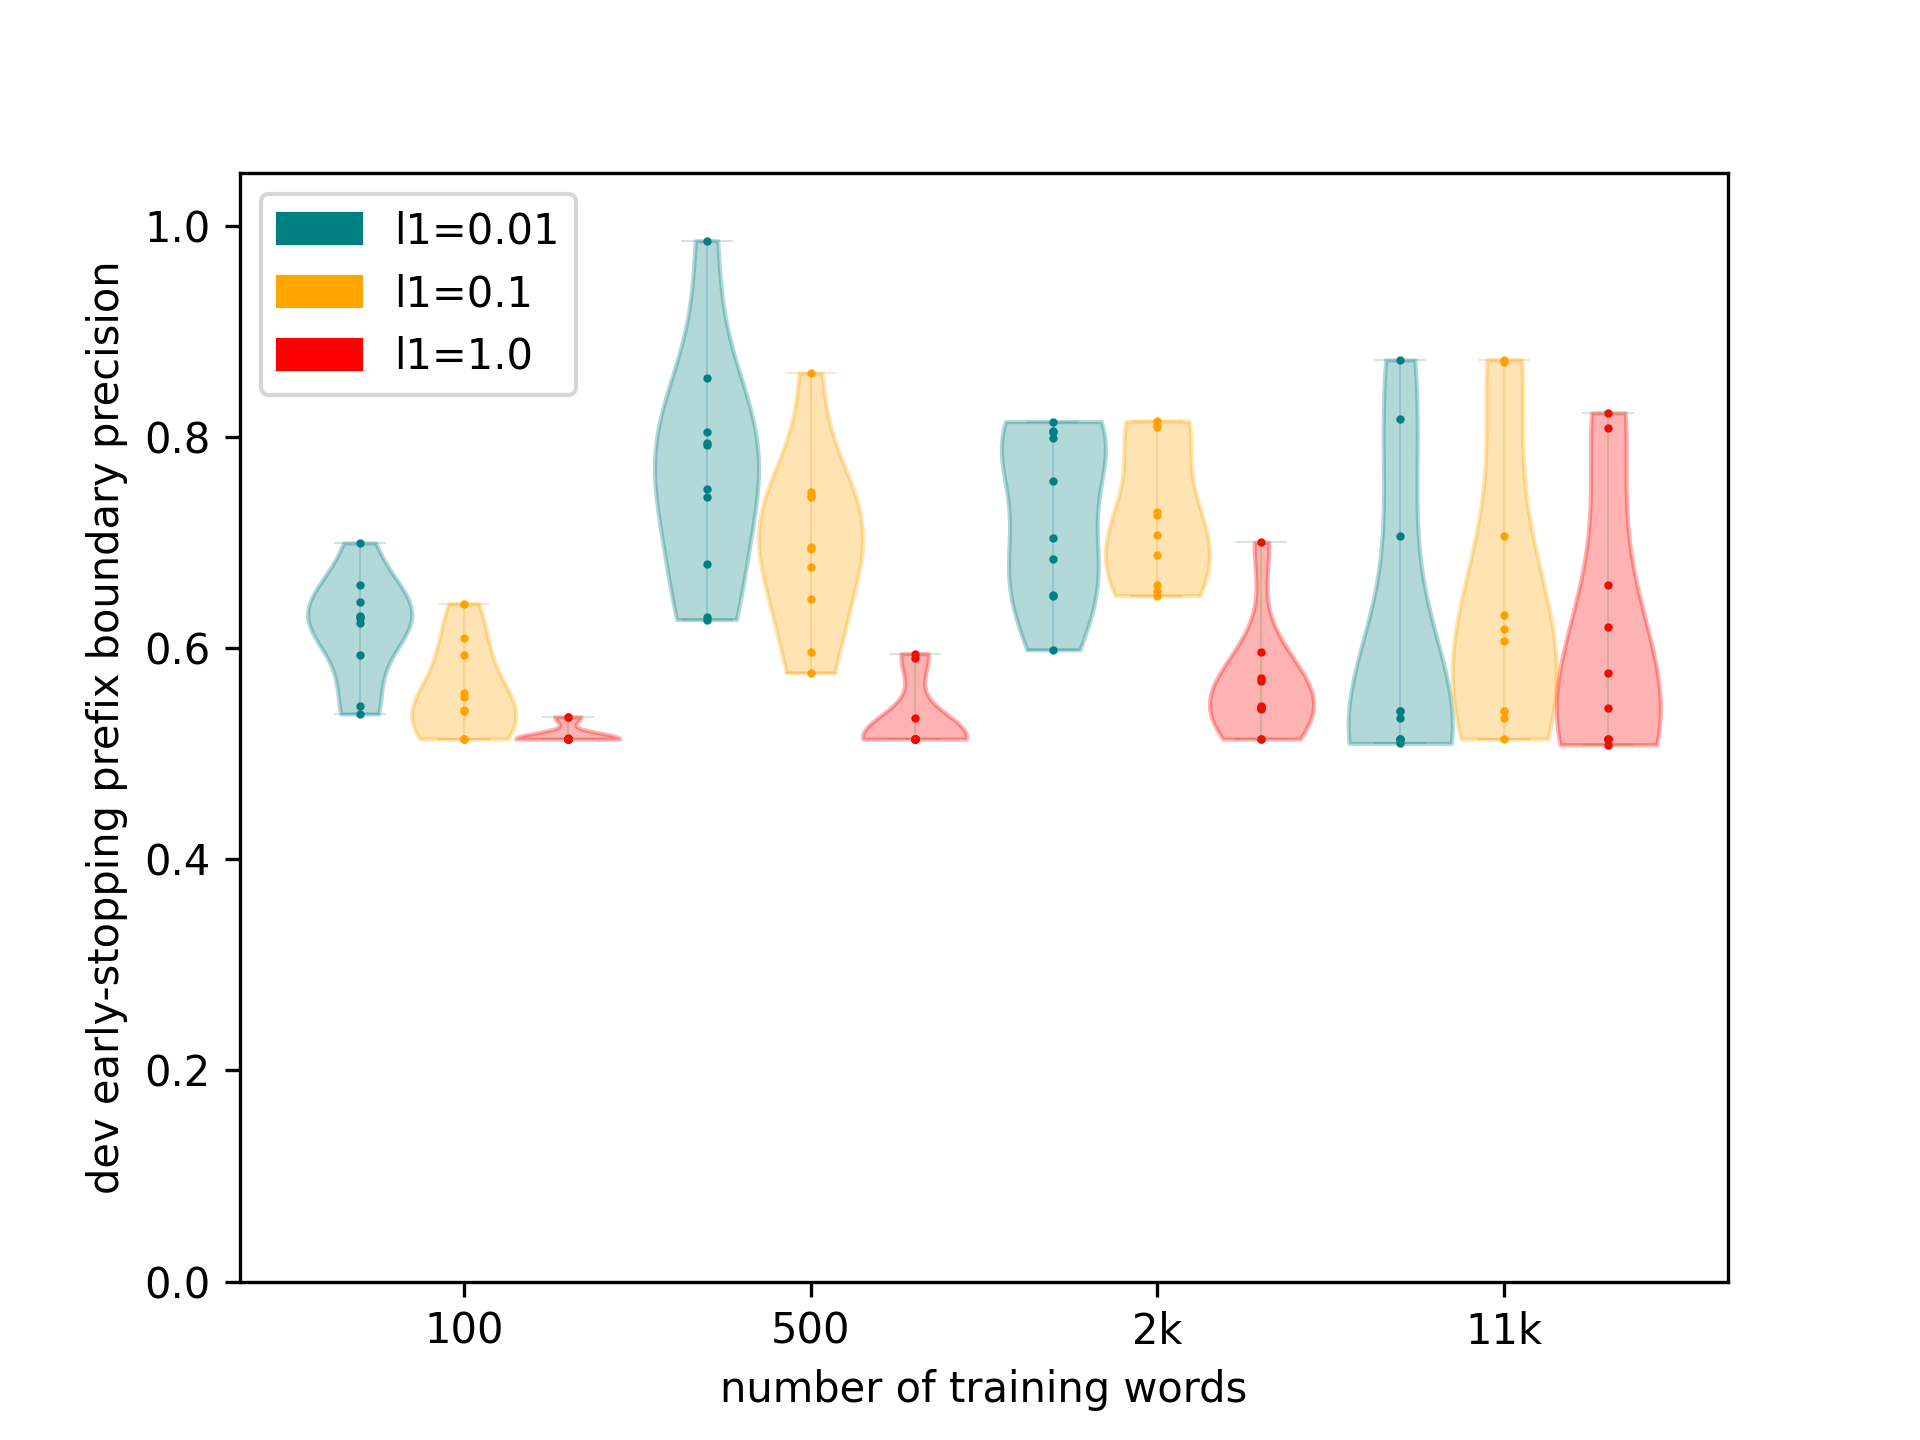 l1=0.01
l1=0.1
l1=1.0
1.0
0.8
0.6
0.4
0.2
0.0
dev early-stopping prefix boundary precision
100 500 2k 11k
number of training words